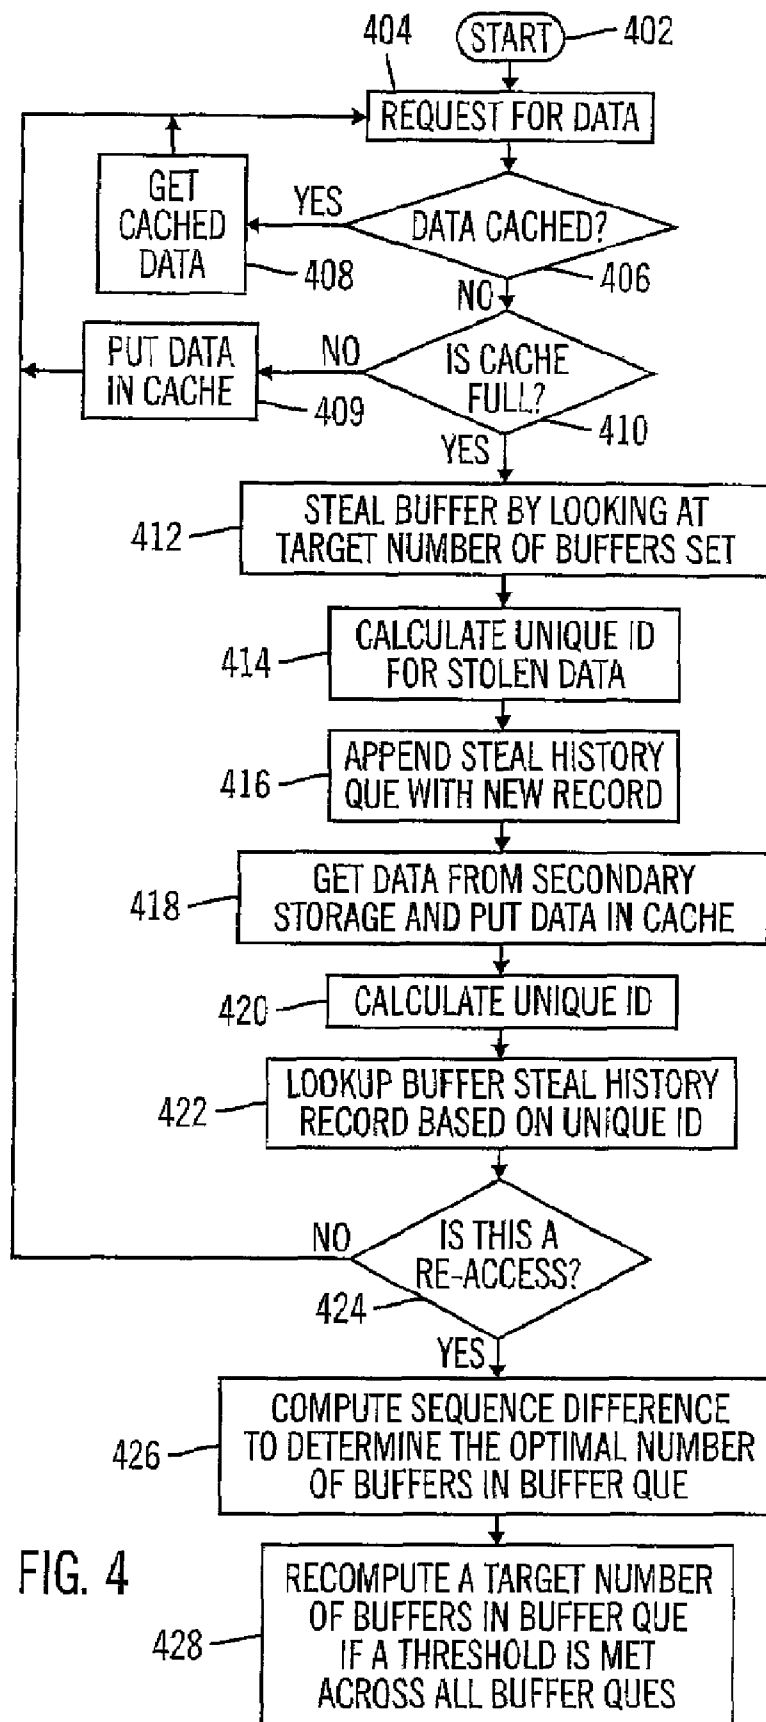 404
START
402
REQUEST FOR DATA
GET
CACHED
DATA
YES
DATA CACHED?
408
406
NO
PUT DATA
IN CACHE
NO
IS CACHE
FULL?
409
410
YES
412
STEAL BUFFER BY LOOKING AT
TARGET NUMBER OF BUFFERS SET
414
CALCULATE UNIQUE ID
FOR STOLEN DATA
416
APPEND STEAL HISTORY
QUE WITH NEW RECORD
418
GET DATA FROM SECONDARY
STORAGE AND PUT DATA IN CACHE
420
CALCULATE UNIQUE ID
422
LOOKUP BUFFER STEAL HISTORY
RECORD BASED ON UNIQUE ID
NO
IS THIS A
RE-ACCESS?
424
YES
426
COMPUTE SEQUENCE DIFFERENCE
TO DETERMINE THE OPTIMAL NUMBER
OF BUFFERS IN BUFFER QUE
FIG. 4
428
RECOMPUTE A TARGET NUMBER
OF BUFFERS IN BUFFER QUE
IF A THRESHOLD IS MET
ACROSS ALL BUFFER QUES